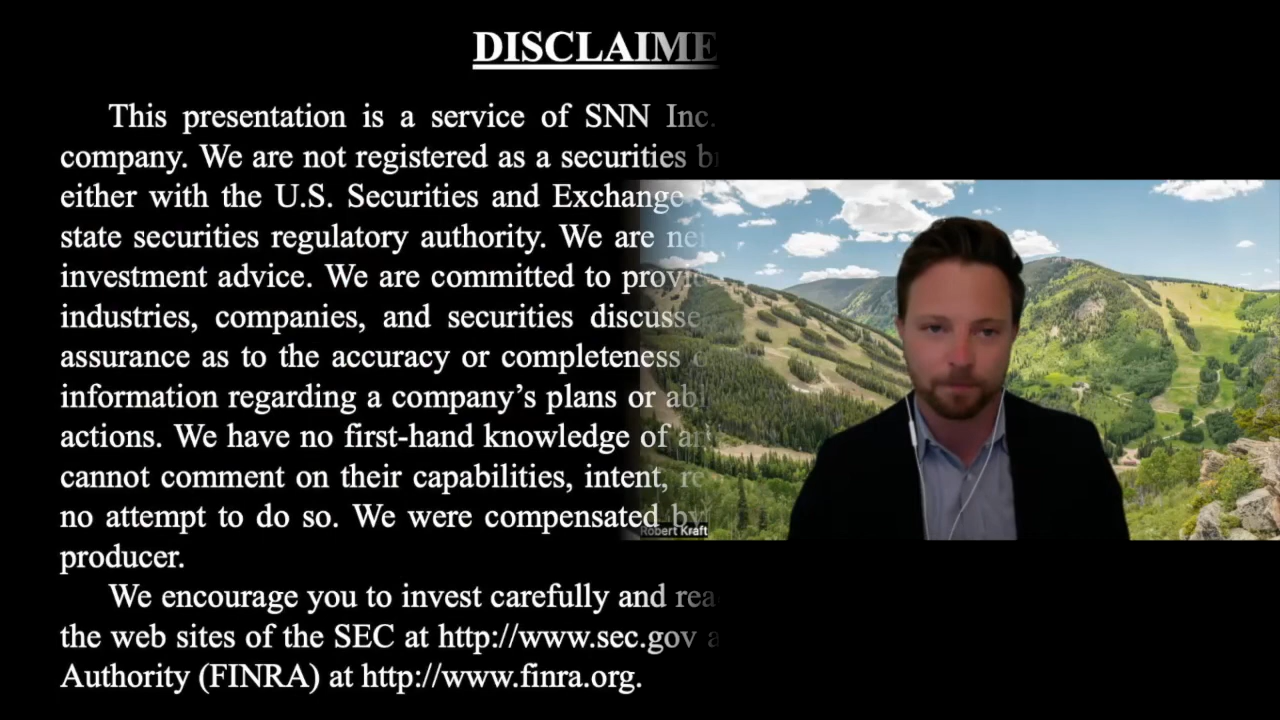 DISCLAIME
This presentation is a service of SNN Inc.
company. We are not registered as a securities
either with the U.S. Securities and Exchange
state securities regulatory authority. We are
investment advice. We are committed to
industries, companies, and securities
assurance as to the accuracy or completeness
information regarding a company’s plans or
actions. We have no first-hand knowledge of
cannot comment on their capabilities, intent,
no attempt to do so. We were compensated by
Robert Kraft
producer.
We encourage you to invest carefully and
the web sites of the SEC at http://www.sec.gov
Authority (FINRA) at http://www.finra.org.